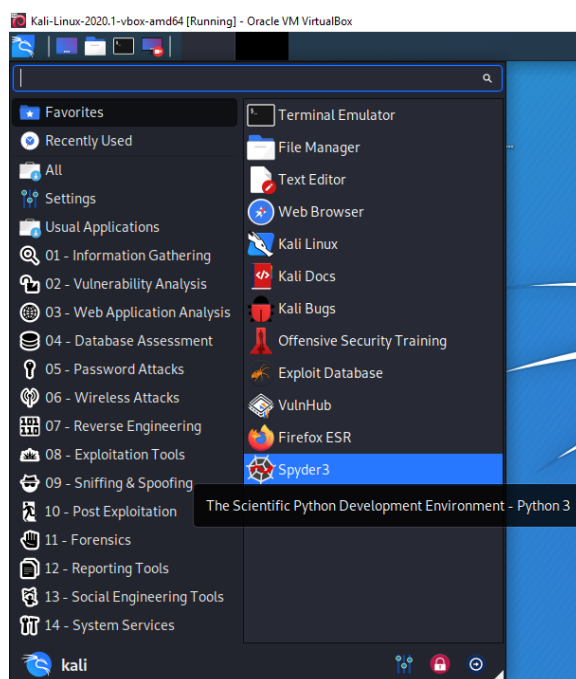 Kali-Linux-2020.1-vbox-amd64 [Running] - Oracle VM VirtualBox
Favorites
Recently Used
All
Settings
Usual Applications
01 - Information Gathering
02 - Vulnerability Analysis
03 - Web Application Analysis
04 - Database Assessment
05 - Password Attacks
06 - Wireless Attacks
07 - Reverse Engineering
08 - Exploitation Tools
09 - Sniffing & Spoofing
10 - Post Exploitation
11 - Forensics
12 - Reporting Tools
13 - Social Engineering Tools
14 - System Services
Terminal Emulator
File Manager
Text Editor
Web Browser
Kali Linux
Kali Docs
Kali Bugs
Offensive Security Training
Exploit Database
VulnHub
Firefox ESR
Spyder3
The Scientific Python Development Environment - Python 3
kali